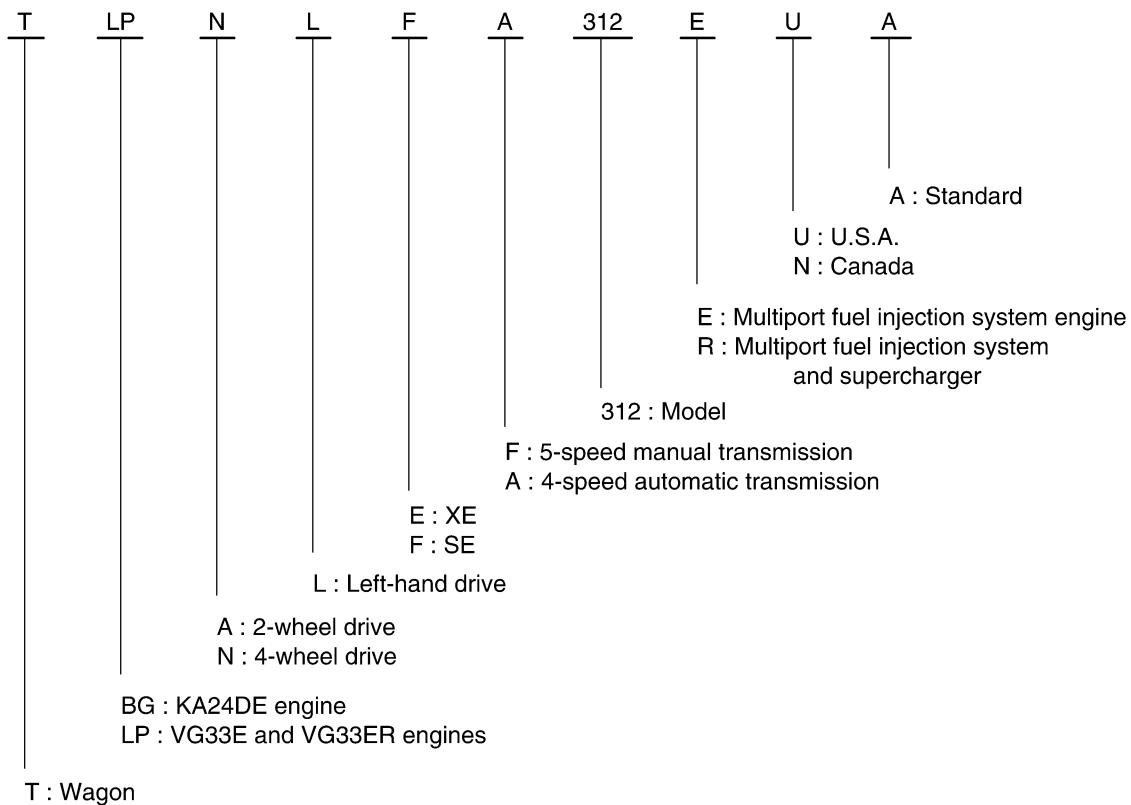 T LP N L F A 312 E U A
A : Standard
U : U.S.A.
N : Canada
E : Multiport fuel injection system engine
R : Multiport fuel injection system
and supercharger
312 : Model
F : 5-speed manual transmission
A : 4-speed automatic transmission
E : XE
F : SE
L : Left-hand drive
A : 2-wheel drive
N : 4-wheel drive
BG : KA24DE engine
LP : VG33E and VG33ER engines
T : Wagon